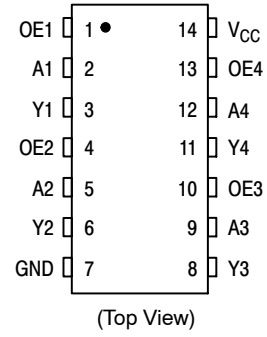 OE1 1 14 VCC
A1 2 13 OE4
Y1 3 12 A4
OE2 4 11 Y4
A2 5 10 OE3
Y2 6 9 A3
GND 7 8 Y3
(Top View)